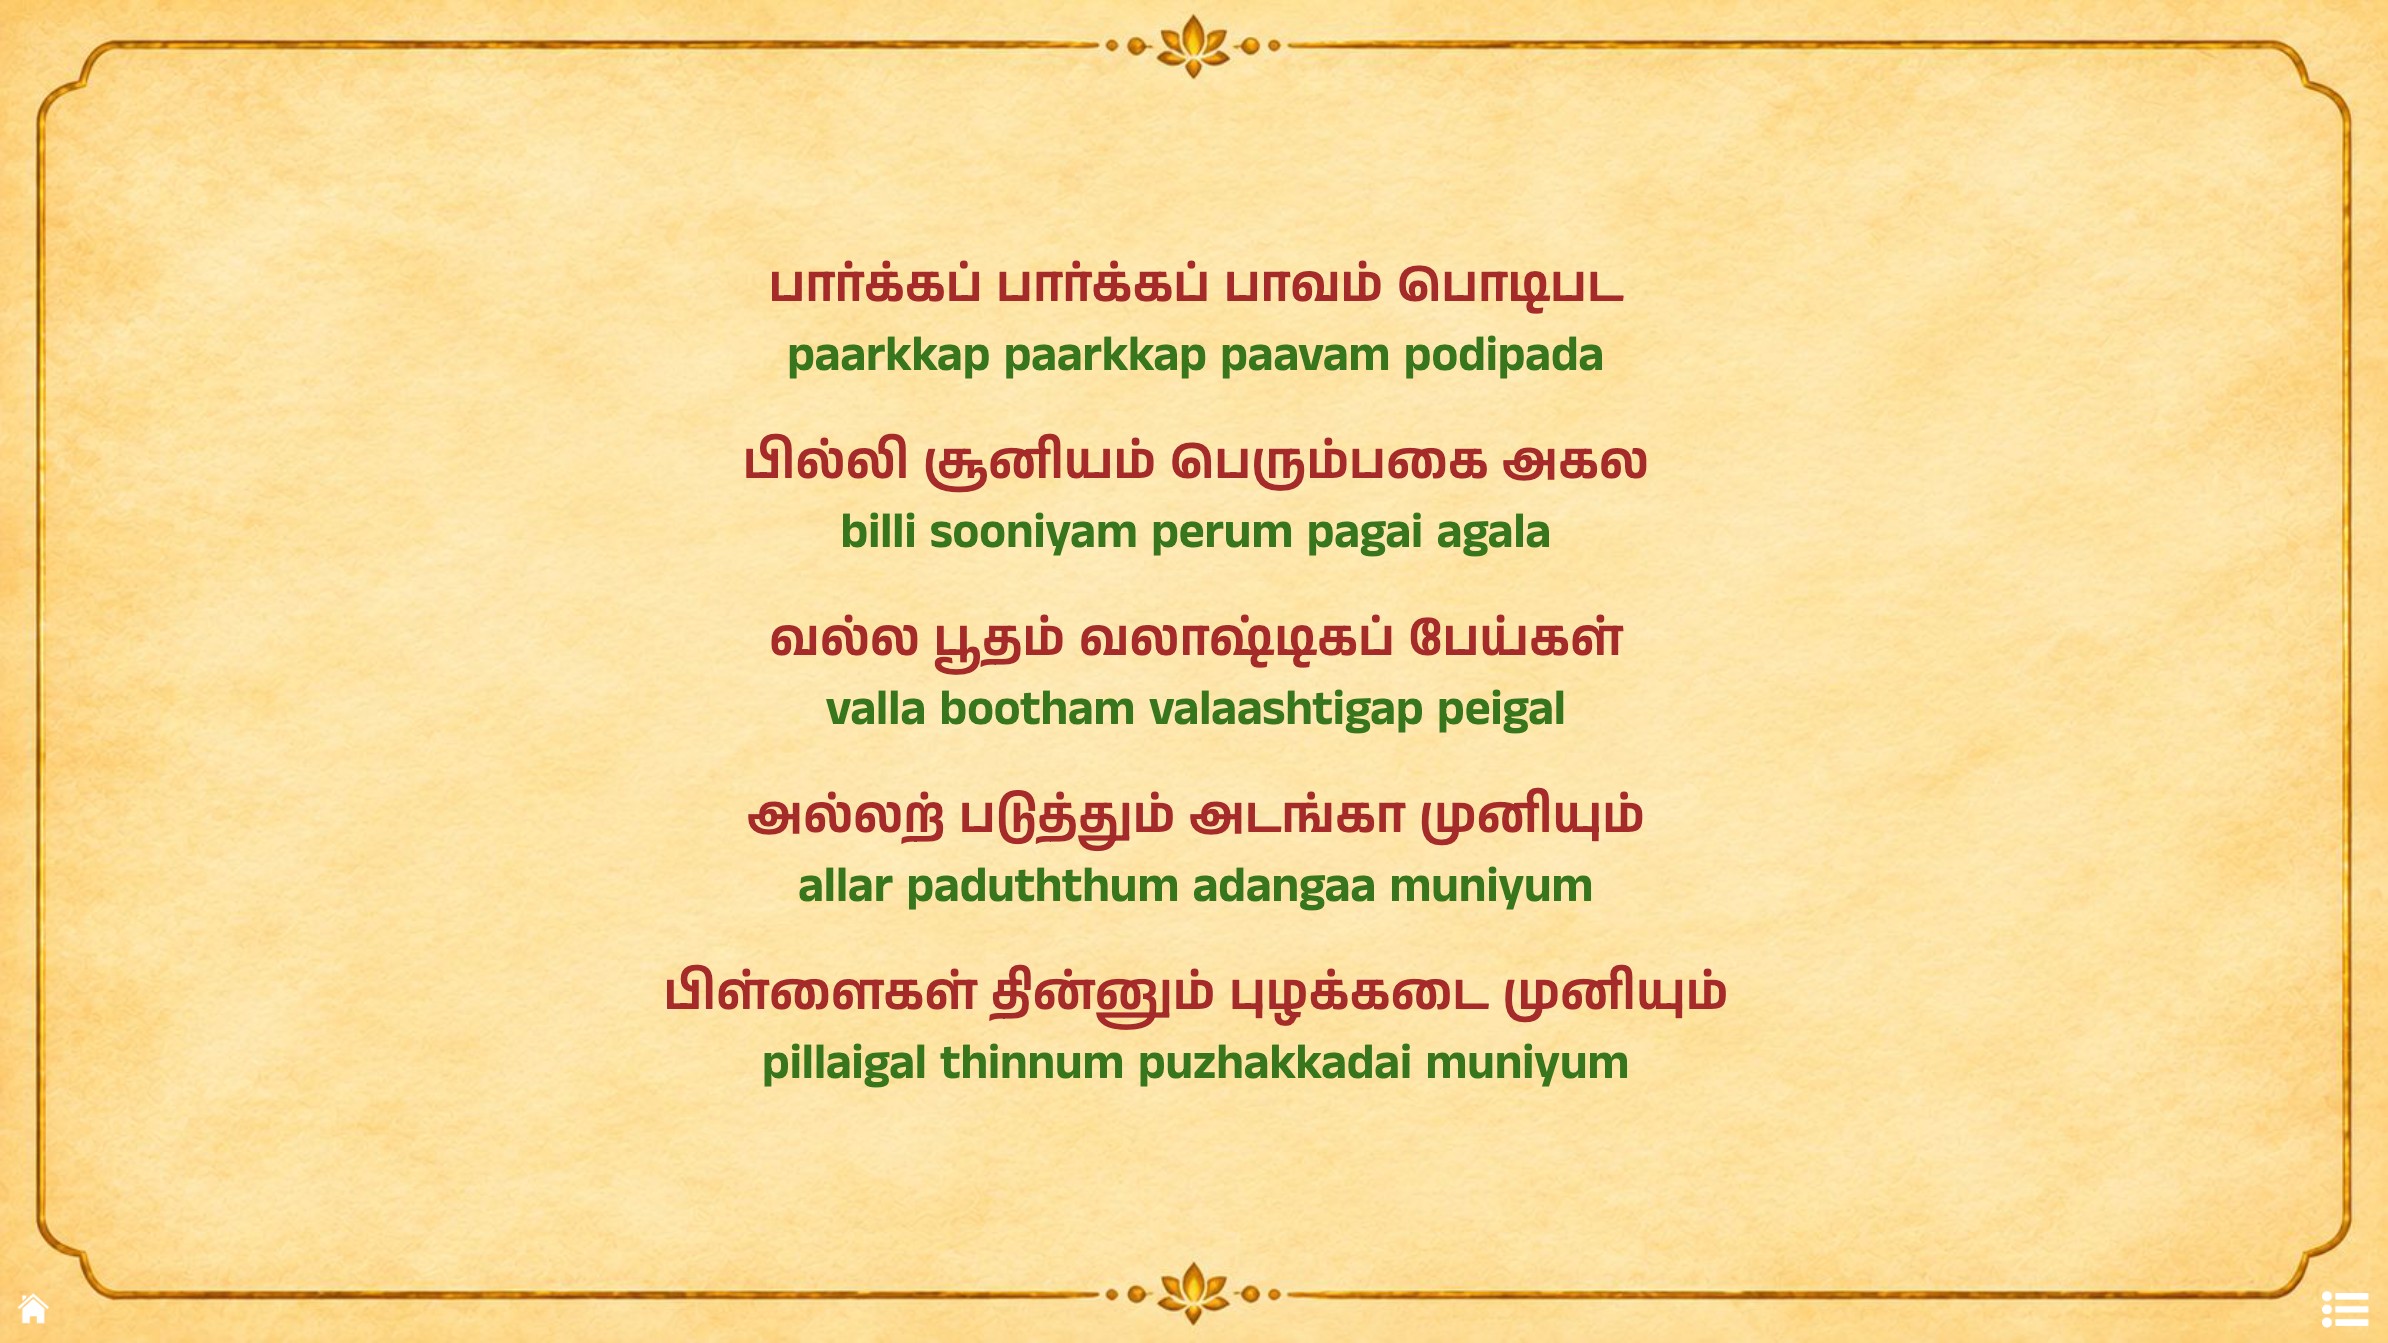 பார்க்கப் பார்க்கப் பாவம் பொடிபட
paarkkap paarkkap paavam podipada
பில்லி சூனியம் பெரும்பகை அகல
billi sooniyam perum pagai agala
வல்ல பூதம் வலாஷ்டிகப் பேய்கள்
valla bootham valaashtigap peigal
அல்லற் படுத்தும் அடங்கா முனியும்
allar paduththum adangaa muniyum
பிள்ளைகள் தின்னும் புழக்கடை முனியும்
pillaigal thinnum puzhakkadai muniyum